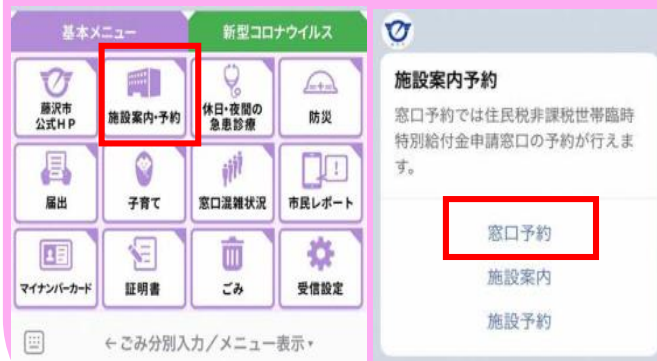 基本メニュー
新型コロナウイルス
藤沢市
公式HP
施設案内・予約
休日・夜間の
急患診療
防災
届出
子育て
窓口混雑状況
市民レポート
マイナンバーカード
証明書
ごみ
受信設定
←ごみ分別入力/メニュー表示▾
施設案内予約
窓口予約では住民税非課税世帯臨時
特別給付金申請窓口の予約が行えま
す。
窓口予約
施設案内
施設予約